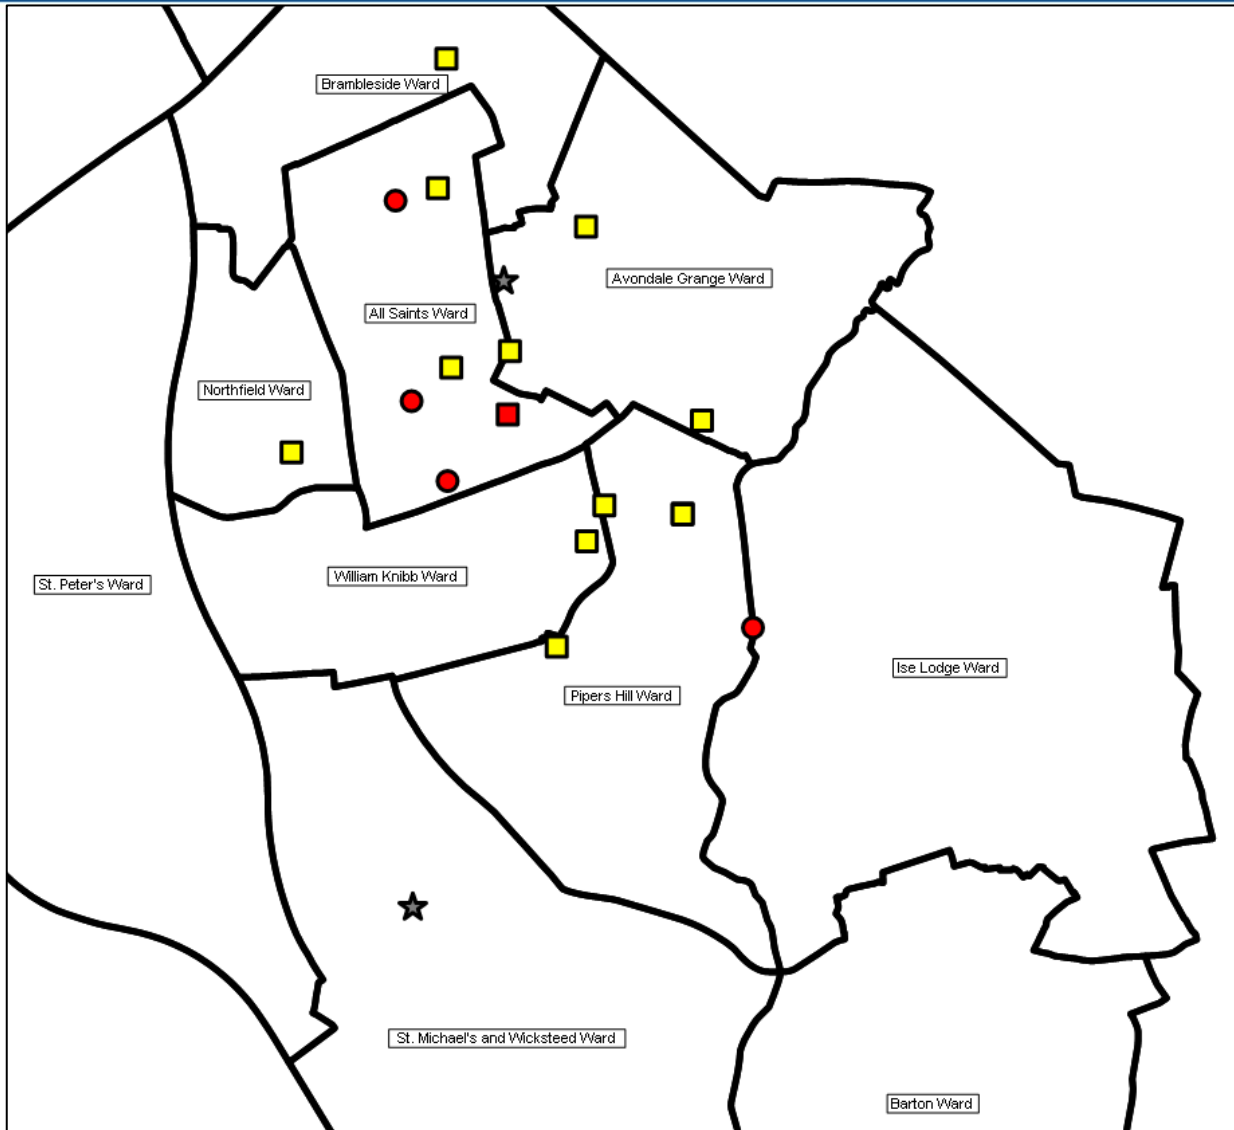 Brambleside Ward
Avondale Grange Ward
All Saints Ward
Northfield Ward
William Knibb Ward
St. Peter's Ward
Ise Lodge Ward
Pipers Hill Ward
St. Michael's and Wicksteed Ward
Barton Ward